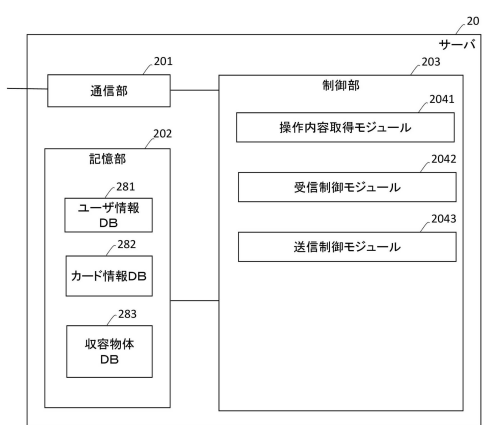 20
サーバ
201
通信部
203
制御部
2041
操作内容取得モジュール
2042
受信制御モジュール
2043
送信制御モジュール
202
記憶部
281
ユーザ情報
DB
282
カード情報DB
283
収容物体
DB